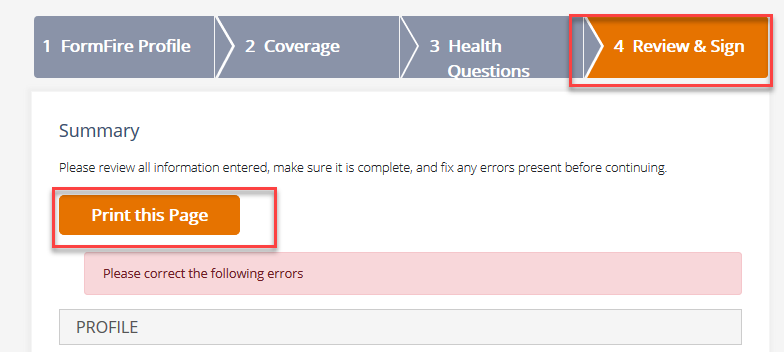 1 FormFire Profile
2 Coverage
3 Health
Questions
4 Review & Sign
Summary
Please review all information entered, make sure it is complete, and fix any errors present before continuing.
Print this Page
Please correct the following errors
PROFILE